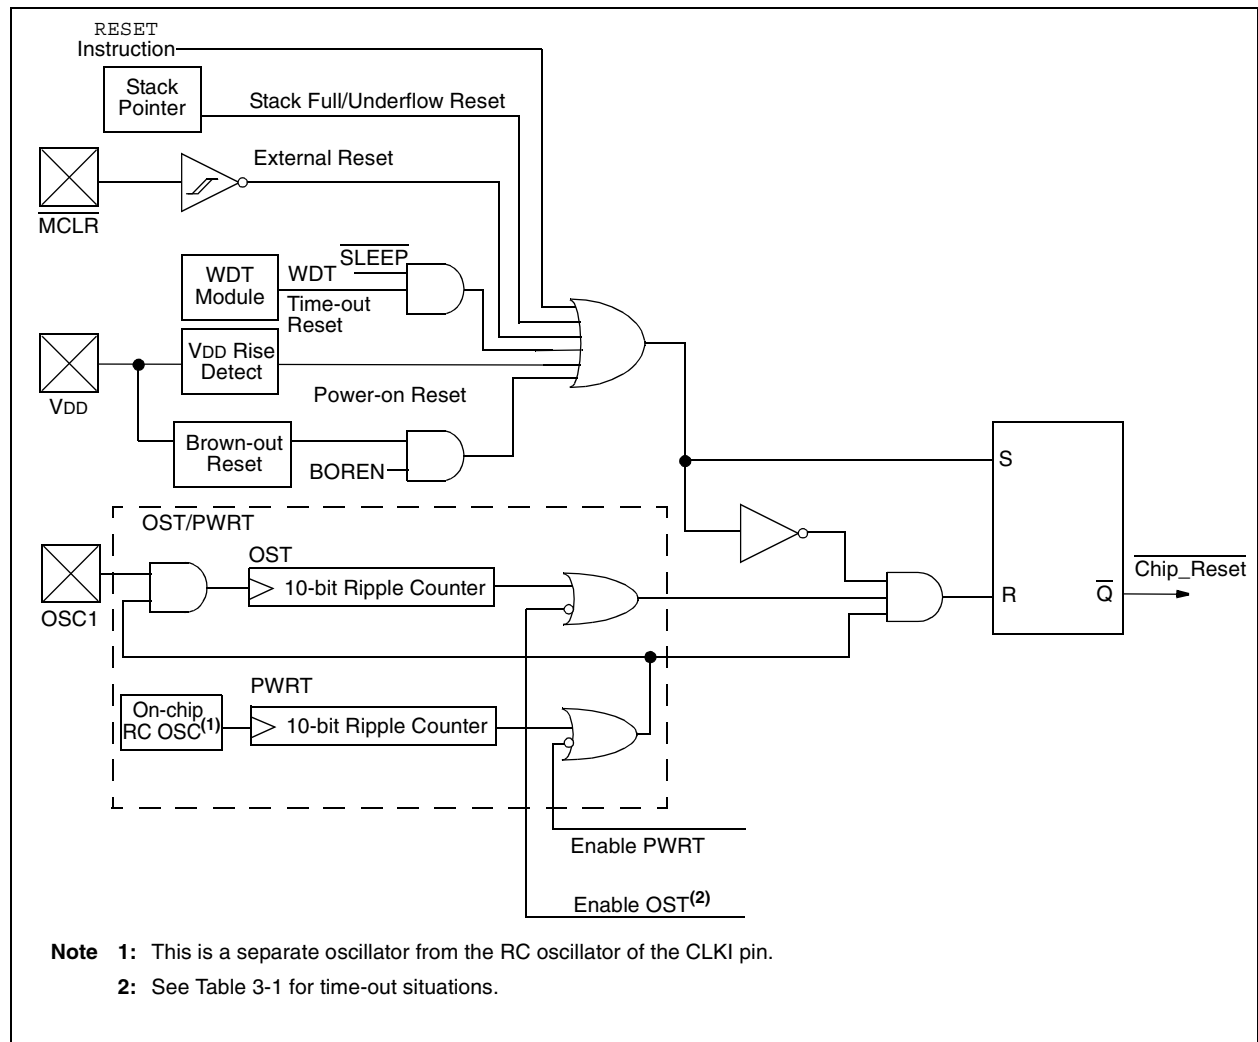 RESET
Instruction
Stack
Pointer
Stack Full/Underflow Reset
External Reset
MCLR
SLEEP
WDT
Module
WDT
Time-out
Reset
VDD Rise
Detect
VDD
Power-on Reset
Brown-out
Reset
BOREN
S
OST/PWRT
OST
10-bit Ripple Counter
OSC1
Chip_Reset
R
Q
PWRT
On-chip
RC OSC(1)
10-bit Ripple Counter
Enable PWRT
Enable OST(2)
Note 1: This is a separate oscillator from the RC oscillator of the CLKI pin.
2: See Table 3-1 for time-out situations.